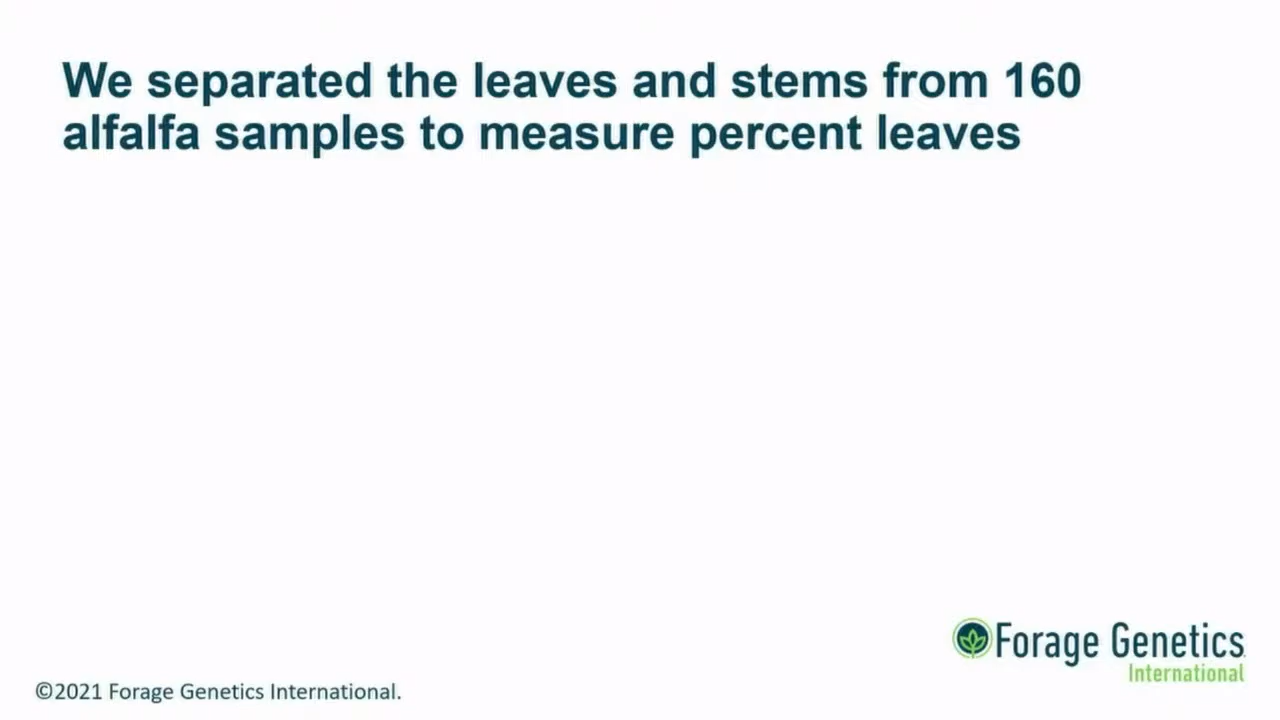 We separated the leaves and stems from 160
alfalfa samples to measure percent leaves
Forage Genetics
International
©2021 Forage Genetics International.